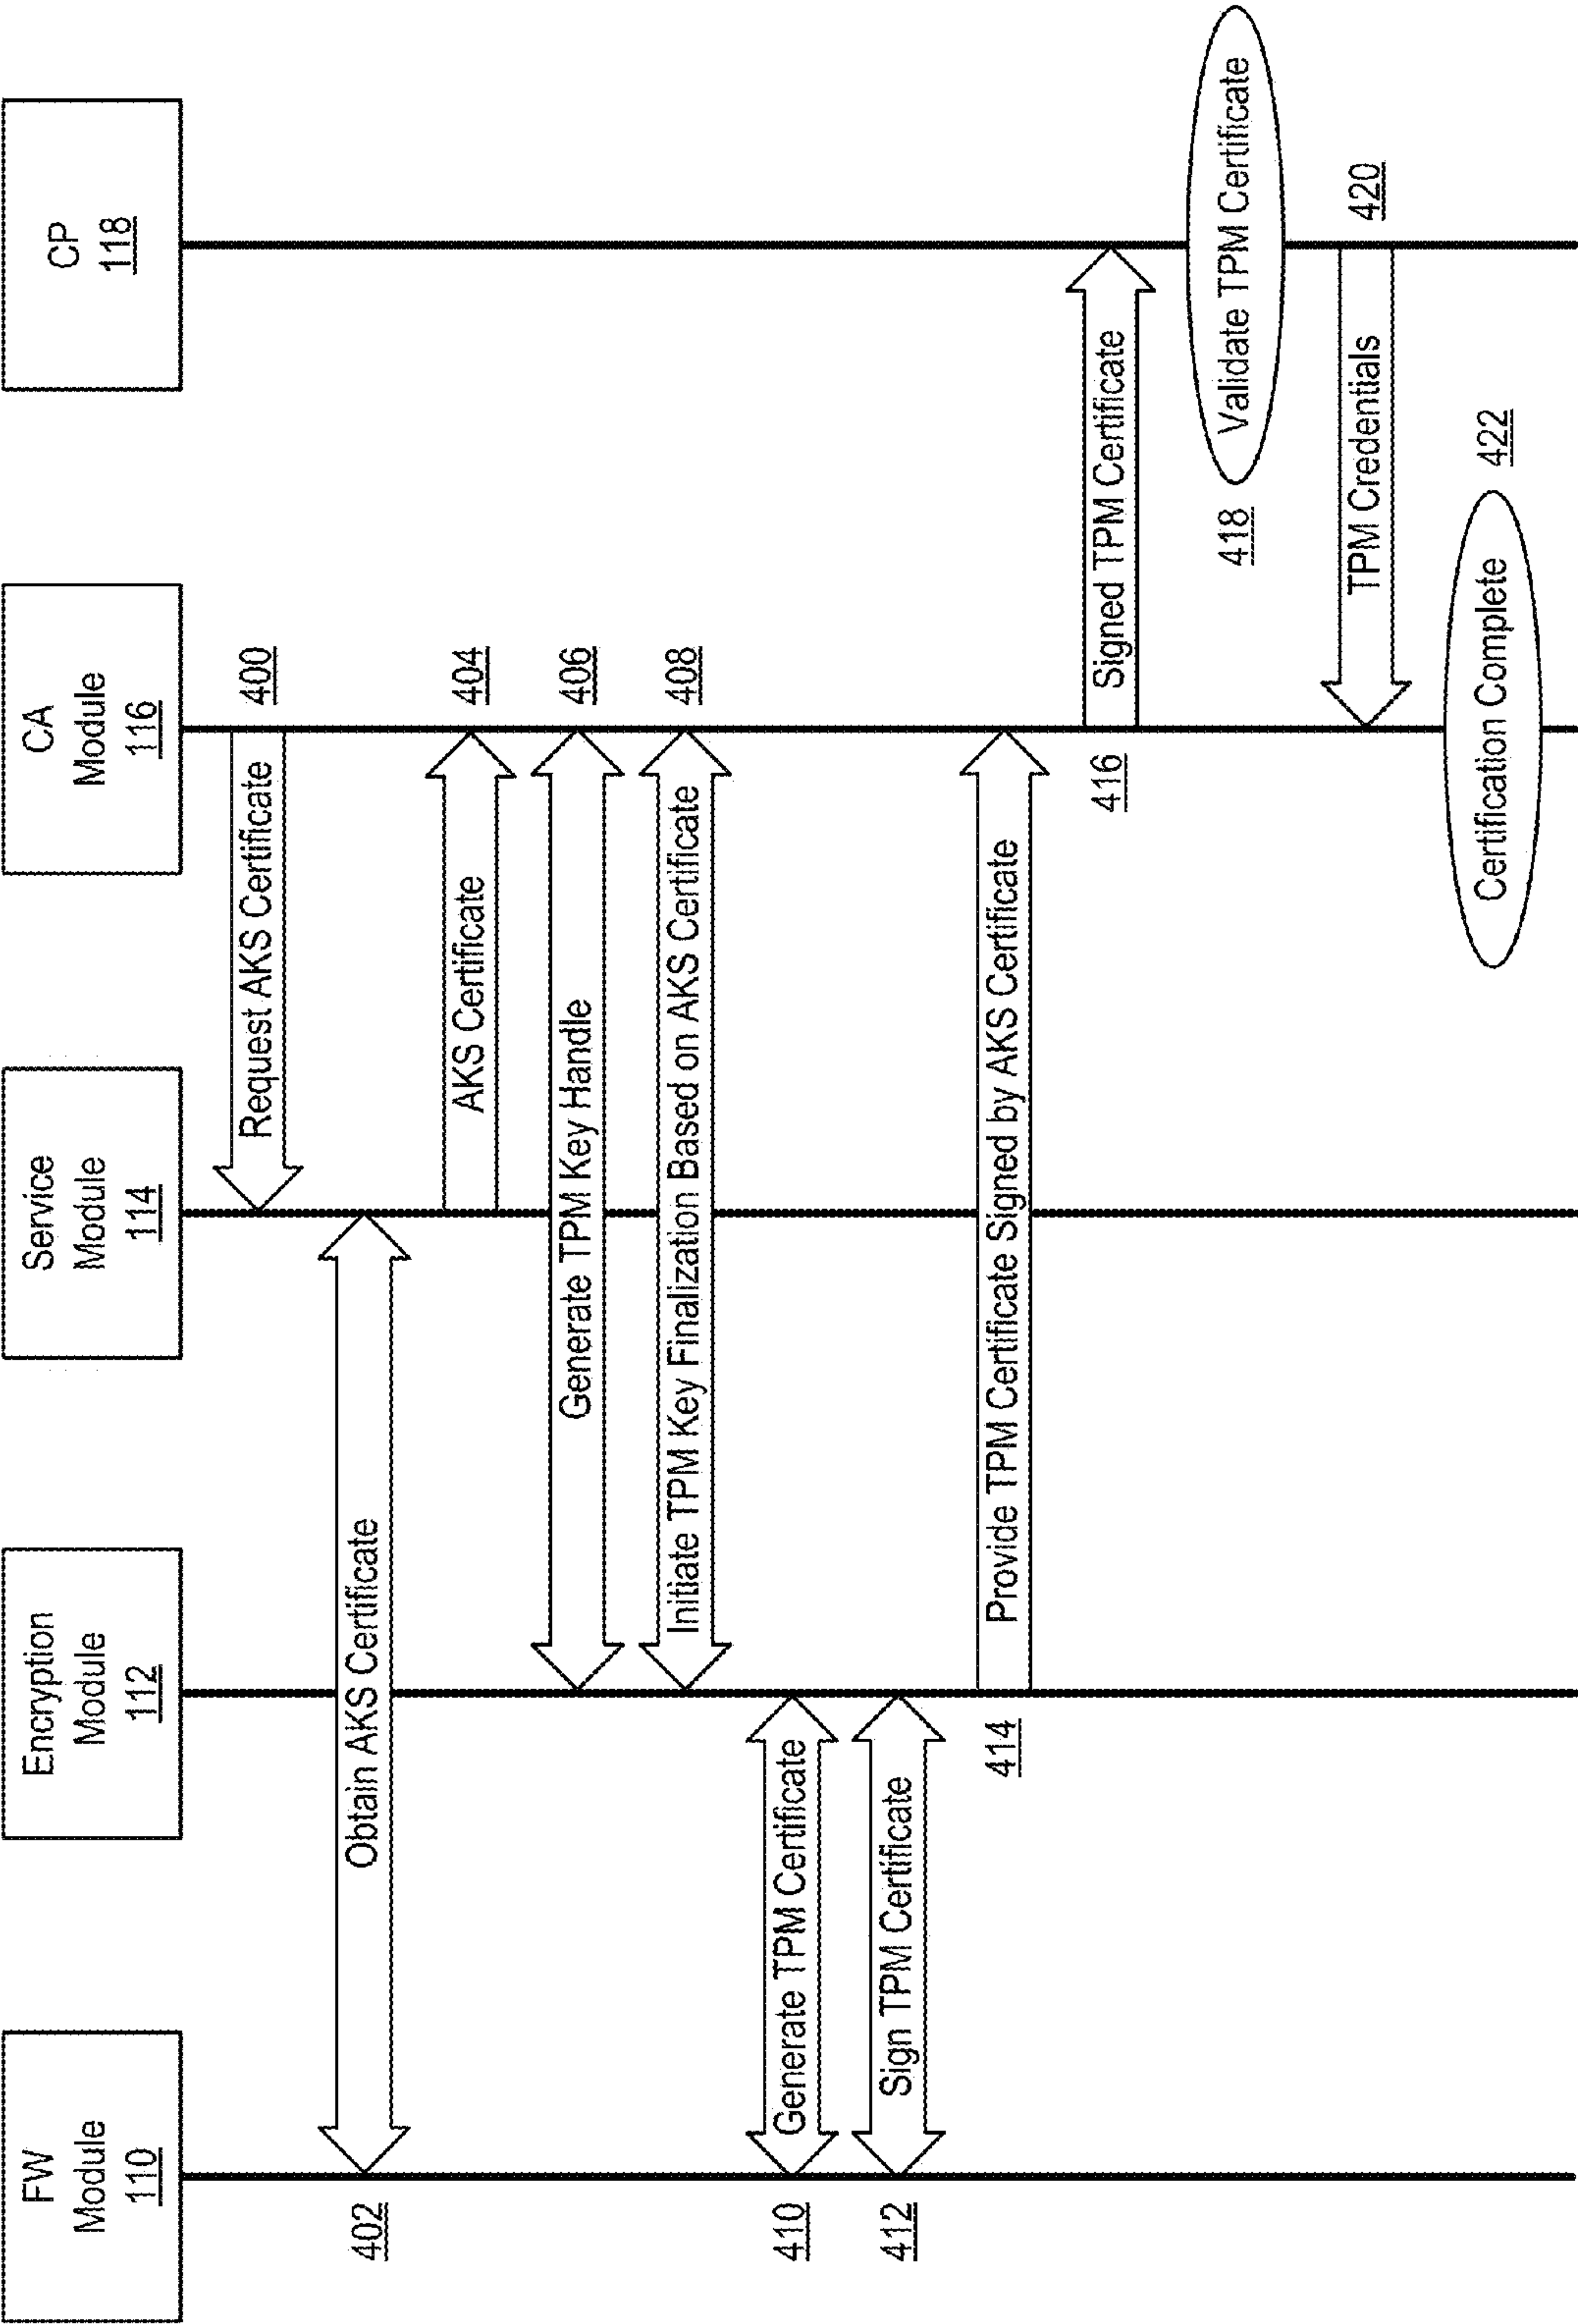 FW
Module
110
Encryption
Module
112
Service
Module
114
CA
Module
116
CP
118
Request AKS Certificate
400
402
Obtain AKS Certificate
AKS Certificate
404
Generate TPM Key Handle
406
Initiate TPM Key Finalization Based on AKS Certificate
408
410
Generate TPM Certificate
412
Sign TPM Certificate
414
Provide TPM Certificate Signed by AKS Certificate
416
Signed TPM Certificate
418
Validate TPM Certificate
TPM Credentials
420
Certification Complete
422